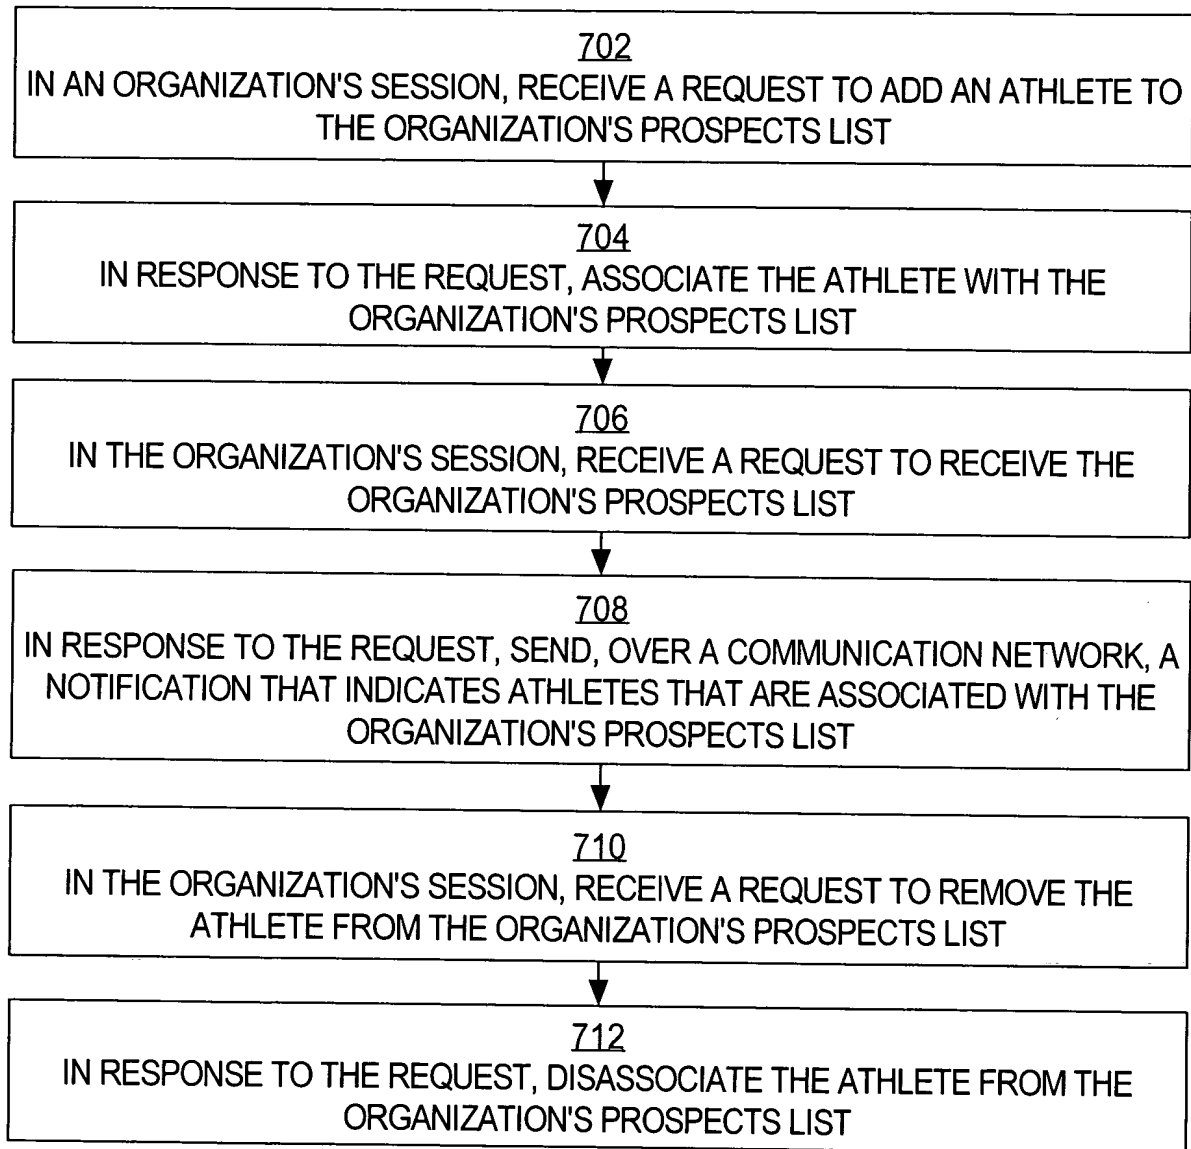 702
IN AN ORGANIZATION'S SESSION, RECEIVE A REQUEST TO ADD AN ATHLETE TO
THE ORGANIZATION'S PROSPECTS LIST
704
IN RESPONSE TO THE REQUEST, ASSOCIATE THE ATHLETE WITH THE
ORGANIZATION'S PROSPECTS LIST
706
IN THE ORGANIZATION'S SESSION, RECEIVE A REQUEST TO RECEIVE THE
ORGANIZATION'S PROSPECTS LIST
708
IN RESPONSE TO THE REQUEST, SEND, OVER A COMMUNICATION NETWORK, A
NOTIFICATION THAT INDICATES ATHLETES THAT ARE ASSOCIATED WITH THE
ORGANIZATION'S PROSPECTS LIST
710
IN THE ORGANIZATION'S SESSION, RECEIVE A REQUEST TO REMOVE THE
ATHLETE FROM THE ORGANIZATION'S PROSPECTS LIST
712
IN RESPONSE TO THE REQUEST, DISASSOCIATE THE ATHLETE FROM THE
ORGANIZATION'S PROSPECTS LIST